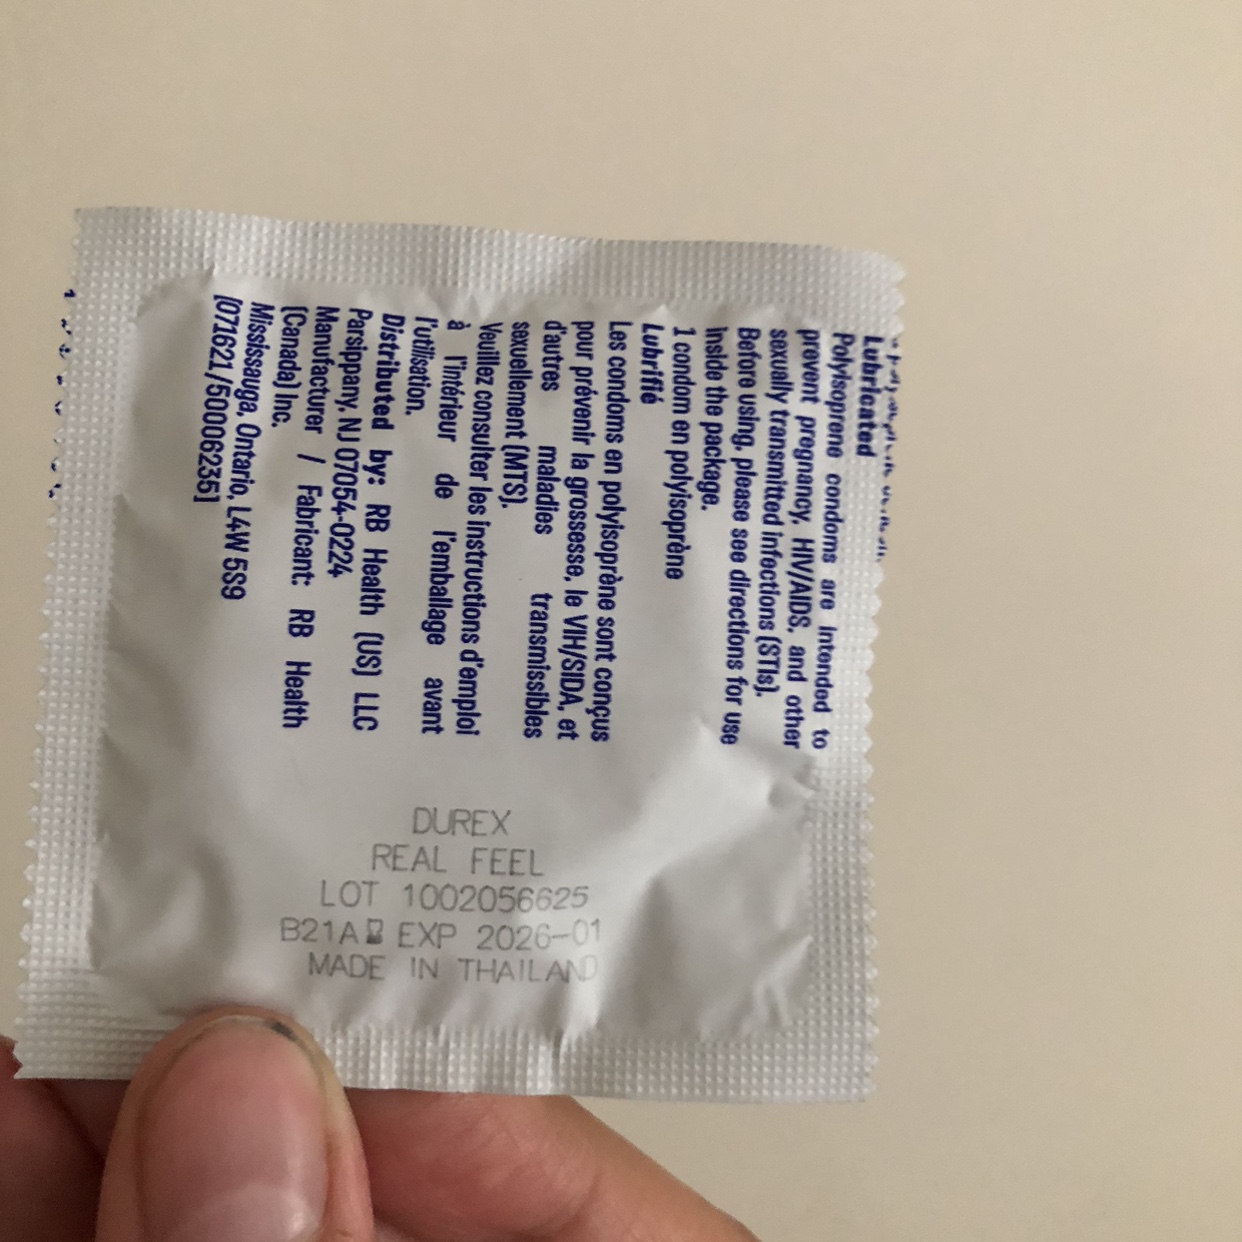 Lubricated
Polyisoprene condoms are intended to
prevent pregnancy, HIV/AIDS, and other
sexually transmitted infections (STIs).
Before using, please see directions for use
inside the package.
1 condom en polyisoprène
Lubrifié
Les condoms en polyisoprène sont conçus
pour prévenir la grossesse, le VIH/SIDA, et
d'autres maladies transmissibles
sexuellement (MTS).
Veuillez consulter les instructions d'emploi
à l'intérieur de l'emballage avant
l'utilisation.
Distributed by: RB Health (US) LLC
Parsippany, NJ 07054-0224
Manufacturer / Fabricant: RB Health
(Canada) Inc.
Mississauga, Ontario, L4W 5S9
[071621/50006235]
DUREX
REAL FEEL
LOT 1002056625
B21A EXP 2026-01
MADE IN THAILAND